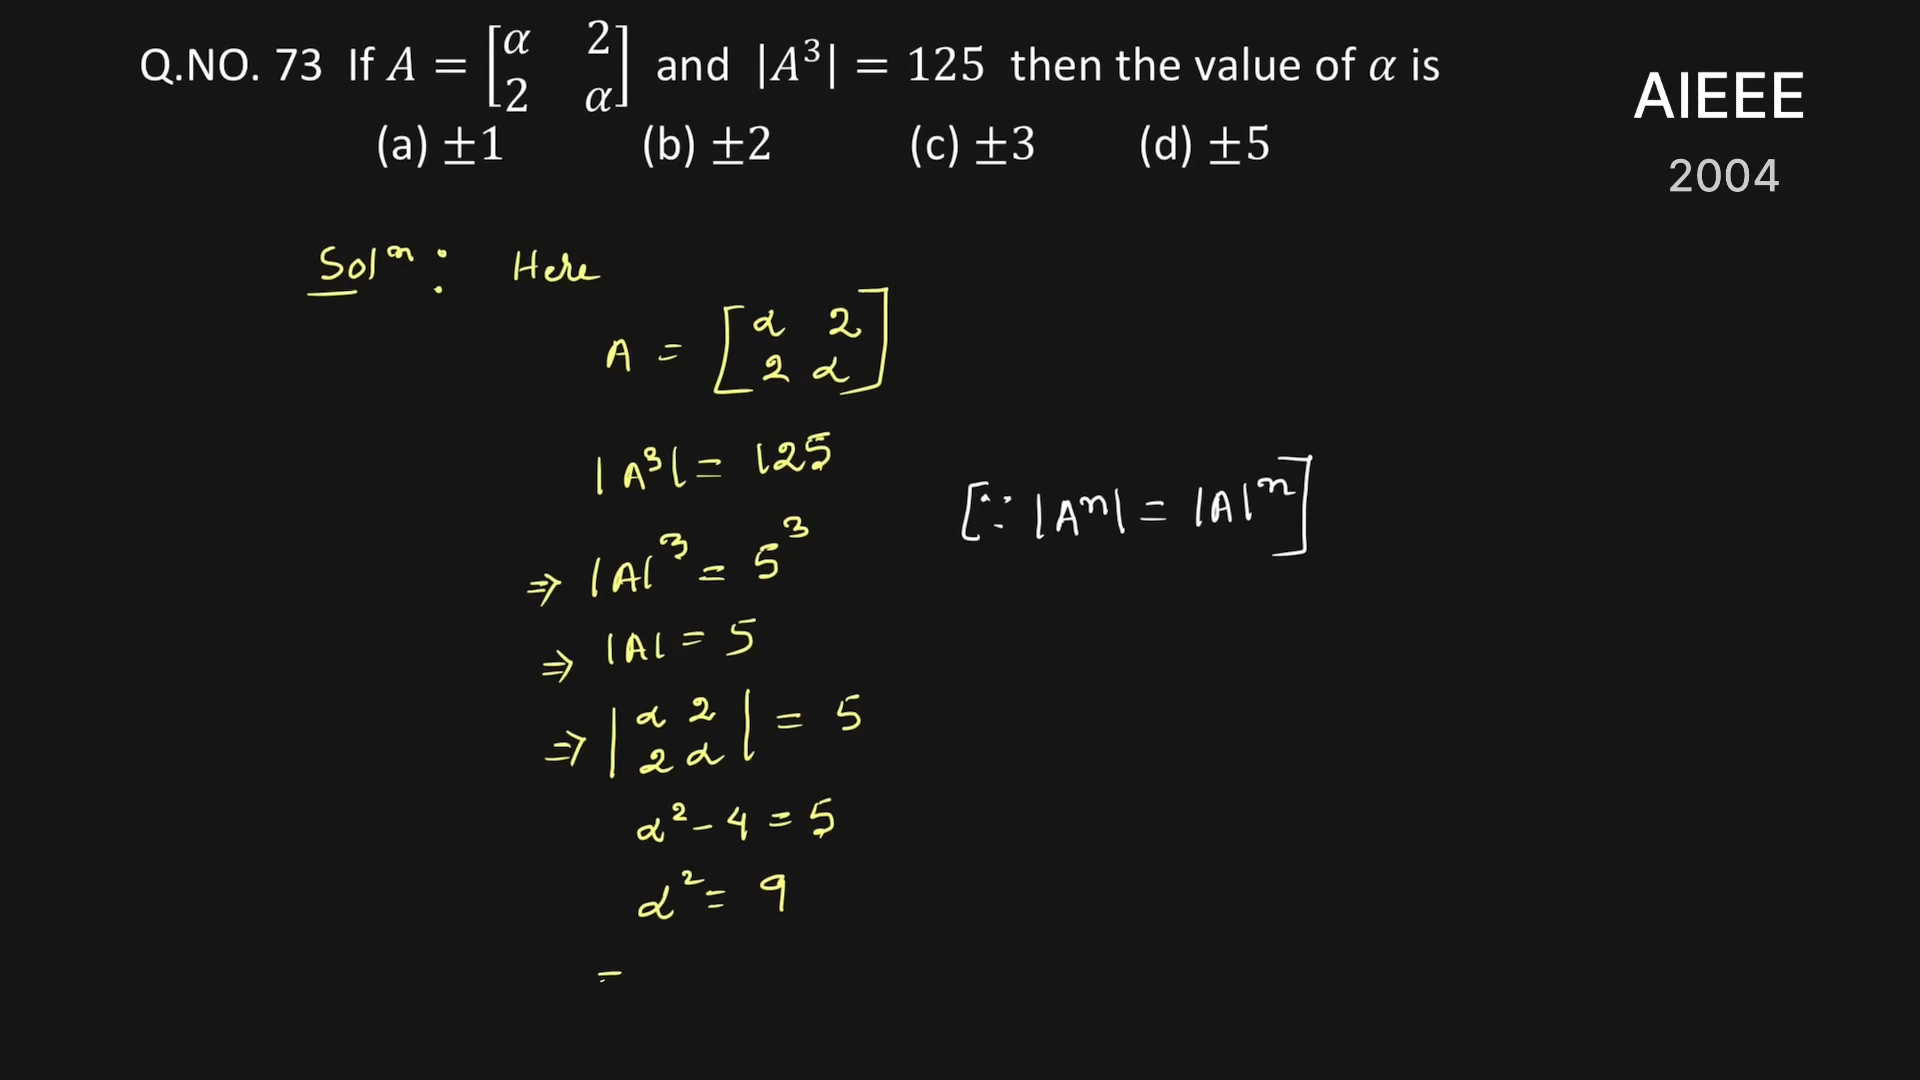 Q.NO. 73 If A = [α 2
2 α] and |A³| = 125 then the value of α is
AIEEE
2004
(a) ±1 (b) ±2 (c) ±3 (d) ±5
Solⁿ : Here
A = [α 2
2 α]
|A³| = 125
[∵ |Aⁿ| = |A|ⁿ]
⇒ |A|³ = 5³
⇒ |A| = 5
⇒ |α 2
2 α| = 5
α² - 4 = 5
α² = 9
=